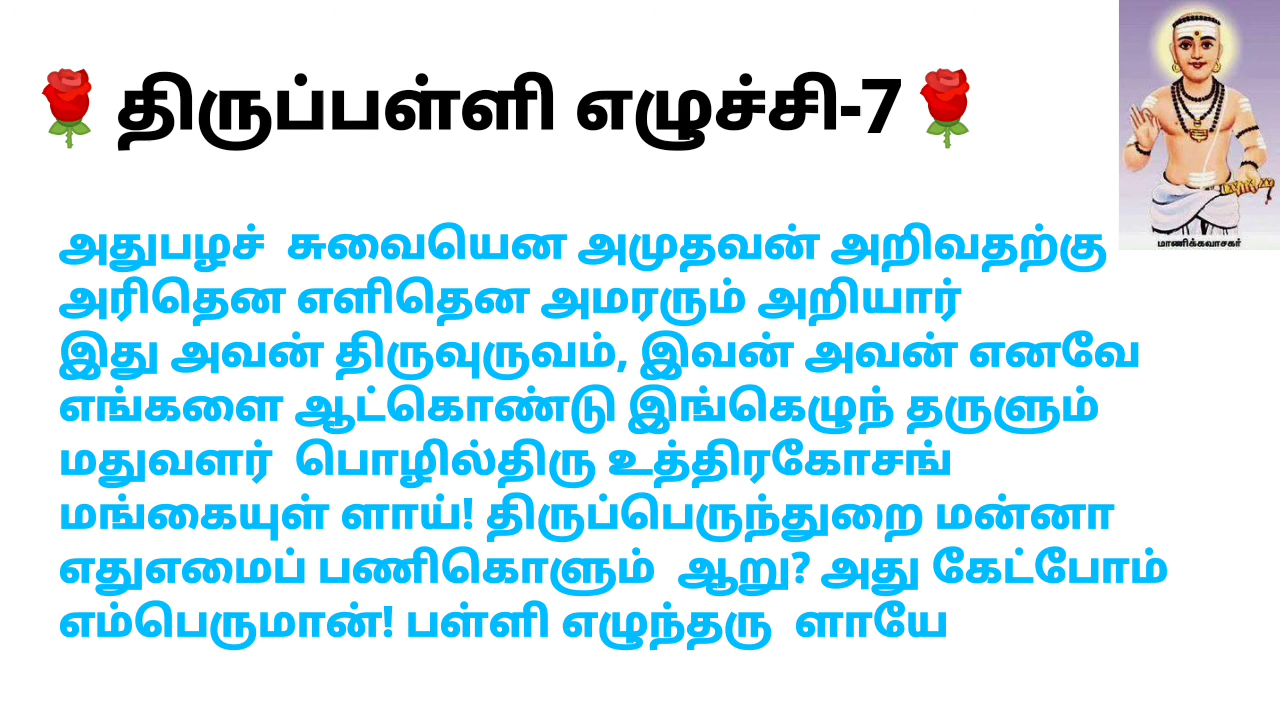 🌹திருப்பள்ளி எழுச்சி-7🌹
மாணிக்கவாசகர்
அதுபழச் சுவையென அமுதவன் அறிவதற்கு
அரிதென எளிதென அமரரும் அறியார்
இது அவன் திருவுருவம், இவன் அவன் எனவே
எங்களை ஆட்கொண்டு இங்கெழுந் தருளும்
மதுவளர் பொழில்திரு உத்திரகோசங்
மங்கையுள் ளாய்! திருப்பெருந்துறை மன்னா
எதுஎமைப் பணிகொளும் ஆறு? அது கேட்போம்
எம்பெருமான்! பள்ளி எழுந்தரு ளாயே